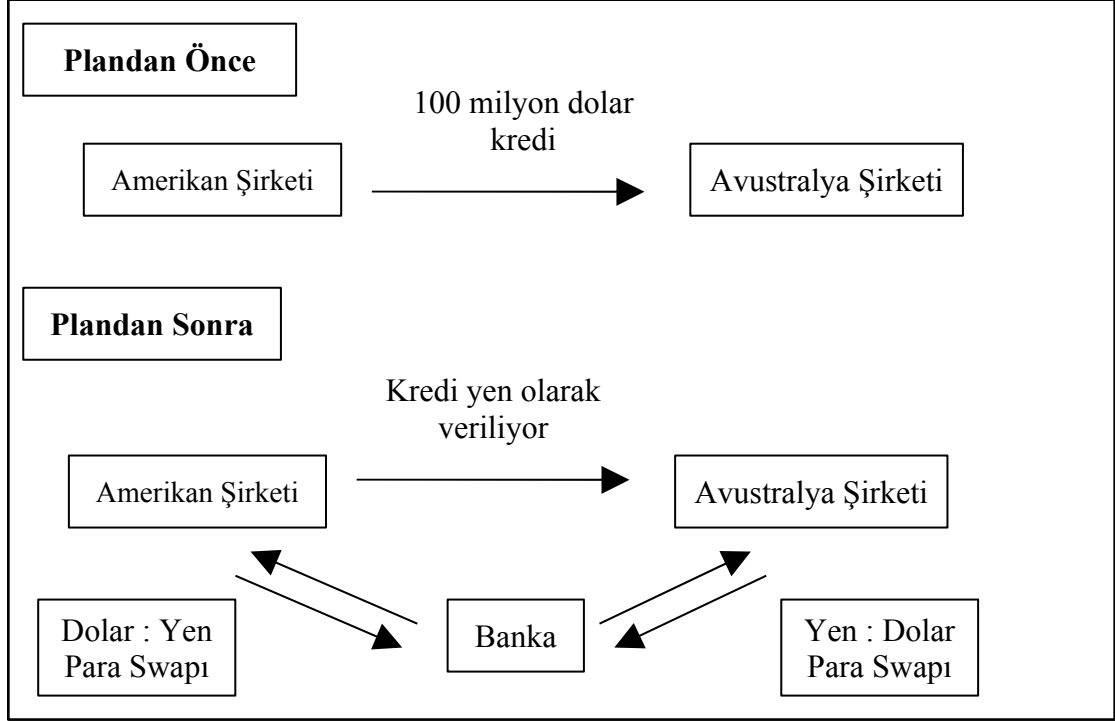 Plandan Önce
100 milyon dolar
kredi
Amerikan Şirketi
Avustralya Şirketi
Plandan Sonra
Kredi yen olarak
veriliyor
Amerikan Şirketi
Avustralya Şirketi
Dolar : Yen
Para Swapı
Banka
Yen : Dolar
Para Swapı